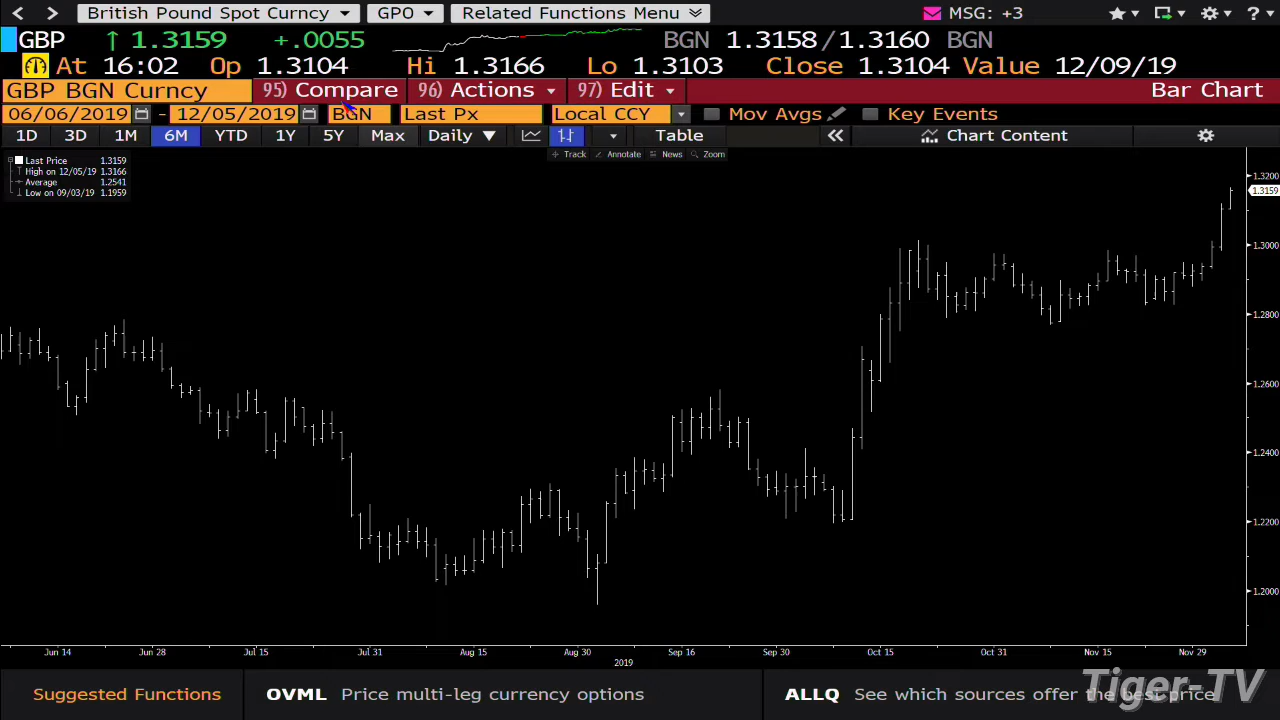 British Pound Spot Curncy GPO Related Functions Menu MSG: +3 ?
GBP ↑ 1.3159 +.0055 BGN 1.3158/1.3160 BGN
At 16:02 Op 1.3104 Hi 1.3166 Lo 1.3103 Close 1.3104 Value 12/09/19
GBP BGN Curncy 95) Compare 96) Actions 97) Edit Bar Chart
06/06/2019 - 12/05/2019 BGN Last Px Local CCY Mov Avgs Key Events
1D 3D 1M 6M YTD 1Y 5Y Max Daily ▼ Table « Chart Content
Track Annotate News Zoom
Last Price 1.3159
High on 12/05/19 1.3166
Average 1.2541
Low on 09/03/19 1.1959
1.3200
1.3159
1.3000
1.2800
1.2600
1.2400
1.2200
1.2000
Jun 14 Jun 28 Jul 15 Jul 31 Aug 15 Aug 30 Sep 16 Sep 30 Oct 15 Oct 31 Nov 15 Nov 29
2019
Suggested Functions OVML Price multi-leg currency options ALLQ See which sources offer the best price
Tiger-TV